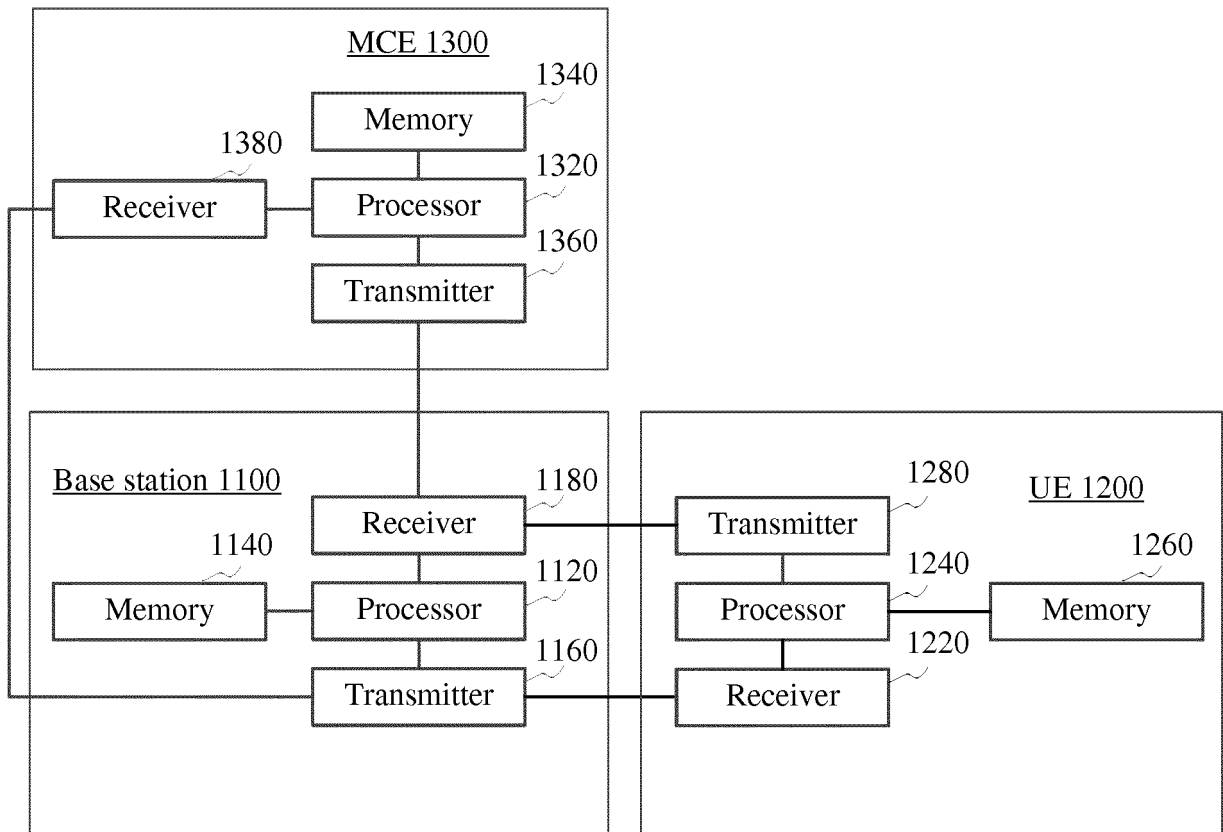 MCE 1300
1340
Memory
1380
1320
Receiver
Processor
1360
Transmitter
Base station 1100
1180
1280
UE 1200
Receiver
Transmitter
1140
1120
1240
1260
Memory
Processor
Processor
Memory
1160
1220
Transmitter
Receiver